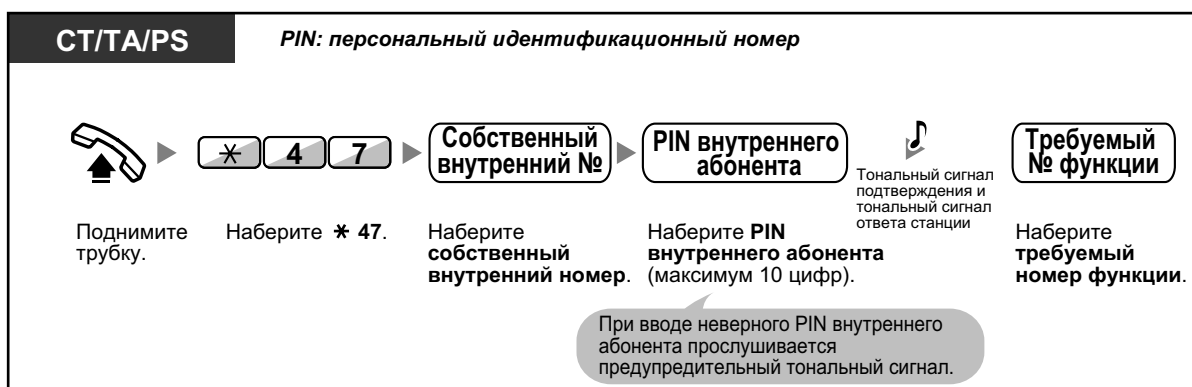 CT/TA/PS
PIN: персональный идентификационный номер
✳ 4 7
Собственный
внутренний №
PIN внутреннего
абонента
Тональный сигнал
подтверждения и
тональный сигнал
ответа станции
Требуемый
№ функции
Поднимите
трубку.
Наберите ✳ 47.
Наберите
собственный
внутренний номер.
Наберите PIN
внутреннего абонента
(максимум 10 цифр).
Наберите
требуемый
номер функции.
При вводе неверного PIN внутреннего
абонента прослушивается
предупредительный тональный сигнал.